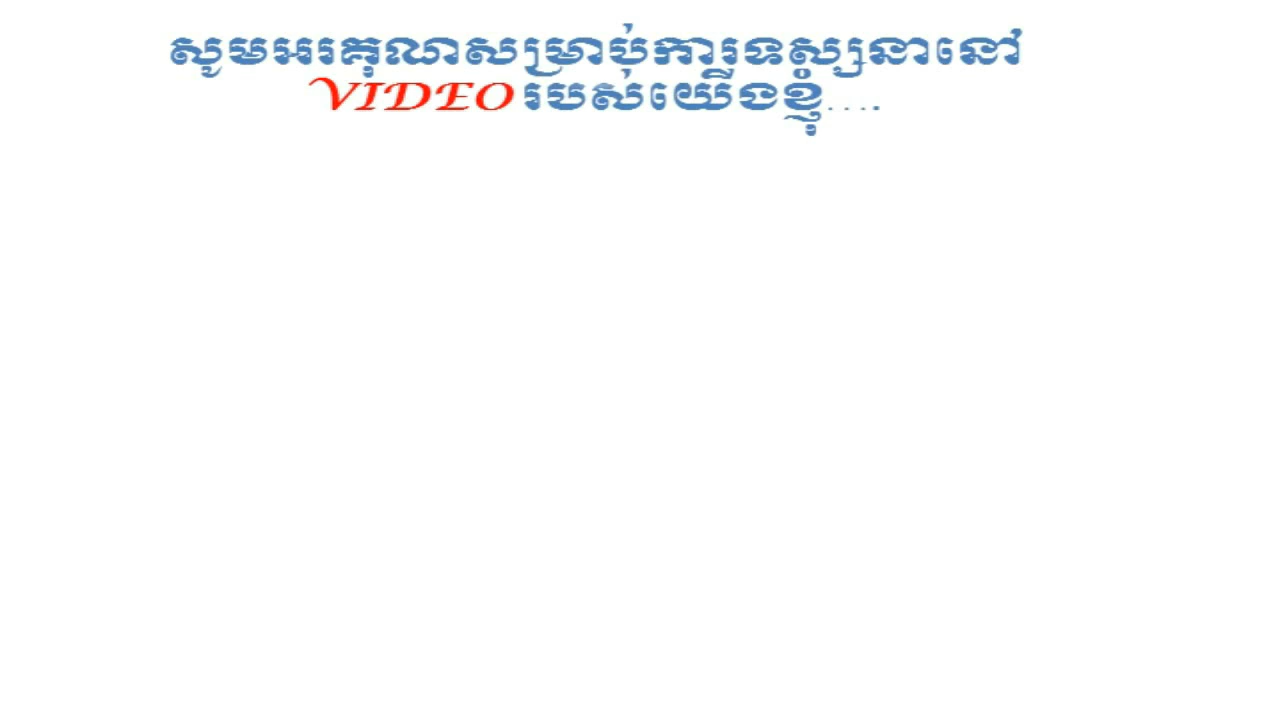 សូមអរគុណសម្រាប់ការទស្សនានៅ
VIDEO របស់យើងខ្ញុំ....